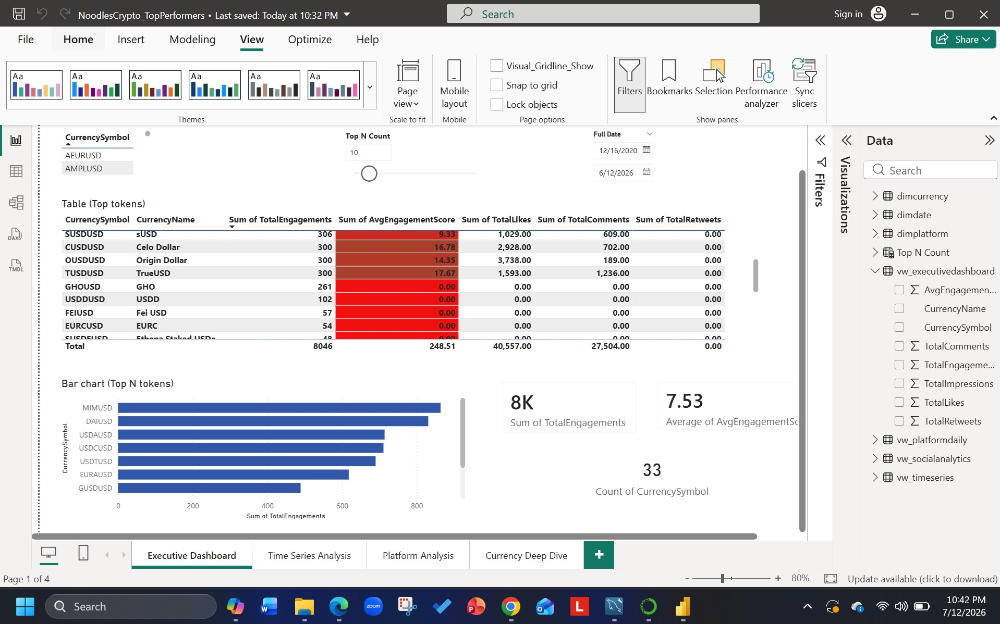 NoodlesCrypto_TopPerformers • Last saved: Today at 10:32 PM
Search
Sign in
File Home Insert Modeling View Optimize Help
Share
Aa Aa Aa Aa Aa Aa
Themes
Page view
Scale to fit
Mobile layout
Mobile
Visual_Gridline_Show
Snap to grid
Lock objects
Page options
Filters
Bookmarks
Selection
Performance analyzer
Sync slicers
Show panes
DAX
TMDL
CurrencySymbol
AEURUSD
AMPLUSD
Top N Count
10
Full Date
12/16/2020
6/12/2026
Table (Top tokens)
CurrencySymbol CurrencyName Sum of TotalEngagements Sum of AvgEngagementScore Sum of TotalLikes Sum of TotalComments Sum of TotalRetweets
SUSDUSD sUSD 306 9.33 1,029.00 609.00 0.00
CUSDUSD Celo Dollar 300 16.78 2,928.00 702.00 0.00
OUSDUSD Origin Dollar 300 14.35 3,738.00 189.00 0.00
TUSDUSD TrueUSD 300 17.67 1,593.00 1,236.00 0.00
GHOUSD GHO 261 0.00 0.00 0.00 0.00
USDDUSD USDD 102 0.00 0.00 0.00 0.00
FEIUSD Fei USD 57 0.00 0.00 0.00 0.00
EURCUSD EURC 54 0.00 0.00 0.00 0.00
SUSDEUSD Ethena Staked USDe 48 0.00 0.00 0.00 0.00
Total 8046 248.51 40,557.00 27,504.00 0.00
Bar chart (Top N tokens)
CurrencySymbol
MIMUSD
DAIUSD
USDAUSD
USDCUSD
USDTUSD
EURAUSD
GUSDUSD
0 200 400 600 800
Sum of TotalEngagements
8K
Sum of TotalEngagements
7.53
Average of AvgEngagementSc
33
Count of CurrencySymbol
Filters
Visualizations
Data
Search
dimcurrency
dimdate
dimplatform
Top N Count
vw_executivedashboard
AvgEngagemen...
CurrencyName
CurrencySymbol
TotalComments
TotalEngageme...
TotalImpressions
TotalLikes
TotalRetweets
vw_platformdaily
vw_socialanalytics
vw_timeseries
Executive Dashboard Time Series Analysis Platform Analysis Currency Deep Dive +
Page 1 of 4
- + 80%
Update available (click to download)
Search
W
zoom
P
L
10:42 PM
7/12/2026